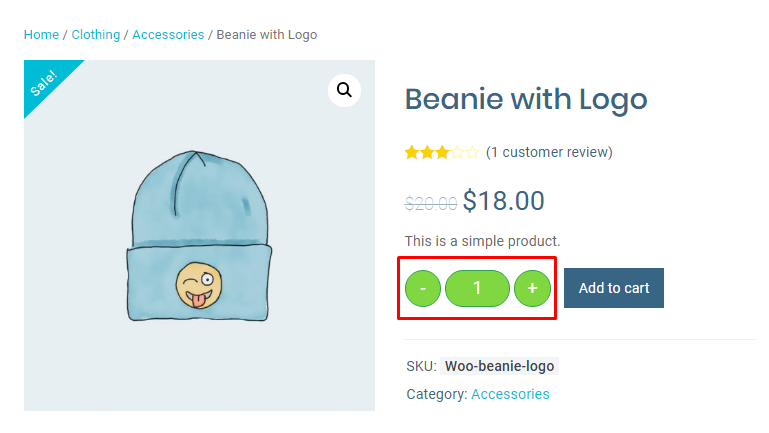 Home / Clothing / Accessories / Beanie with Logo
Sale!
Beanie with Logo
(1 customer review)
$20.00 $18.00
This is a simple product.
- 1 + Add to cart
SKU: Woo-beanie-logo
Category: Accessories